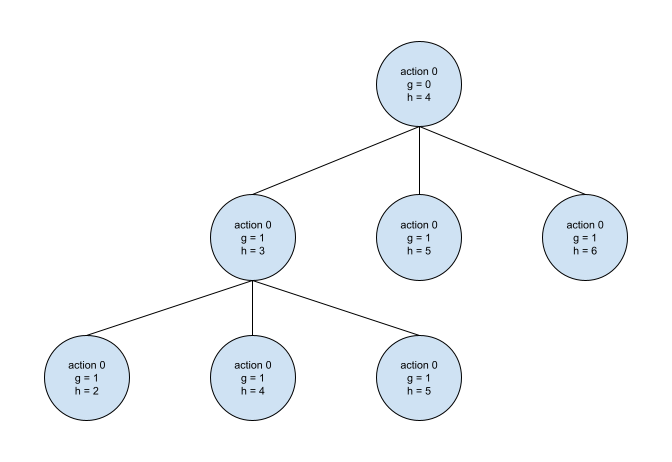 action 0
g = 0
h = 4
action 0
g = 1
h = 3
action 0
g = 1
h = 5
action 0
g = 1
h = 6
action 0
g = 1
h = 2
action 0
g = 1
h = 4
action 0
g = 1
h = 5